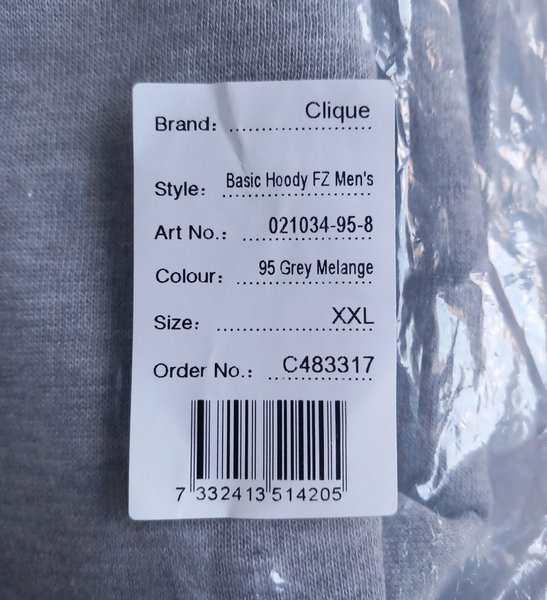 Brand: Clique
Style: Basic Hoody FZ Men's
Art No.: 021034-95-8
Colour: 95 Grey Melange
Size: XXL
Order No.: C483317
7 332413 514205